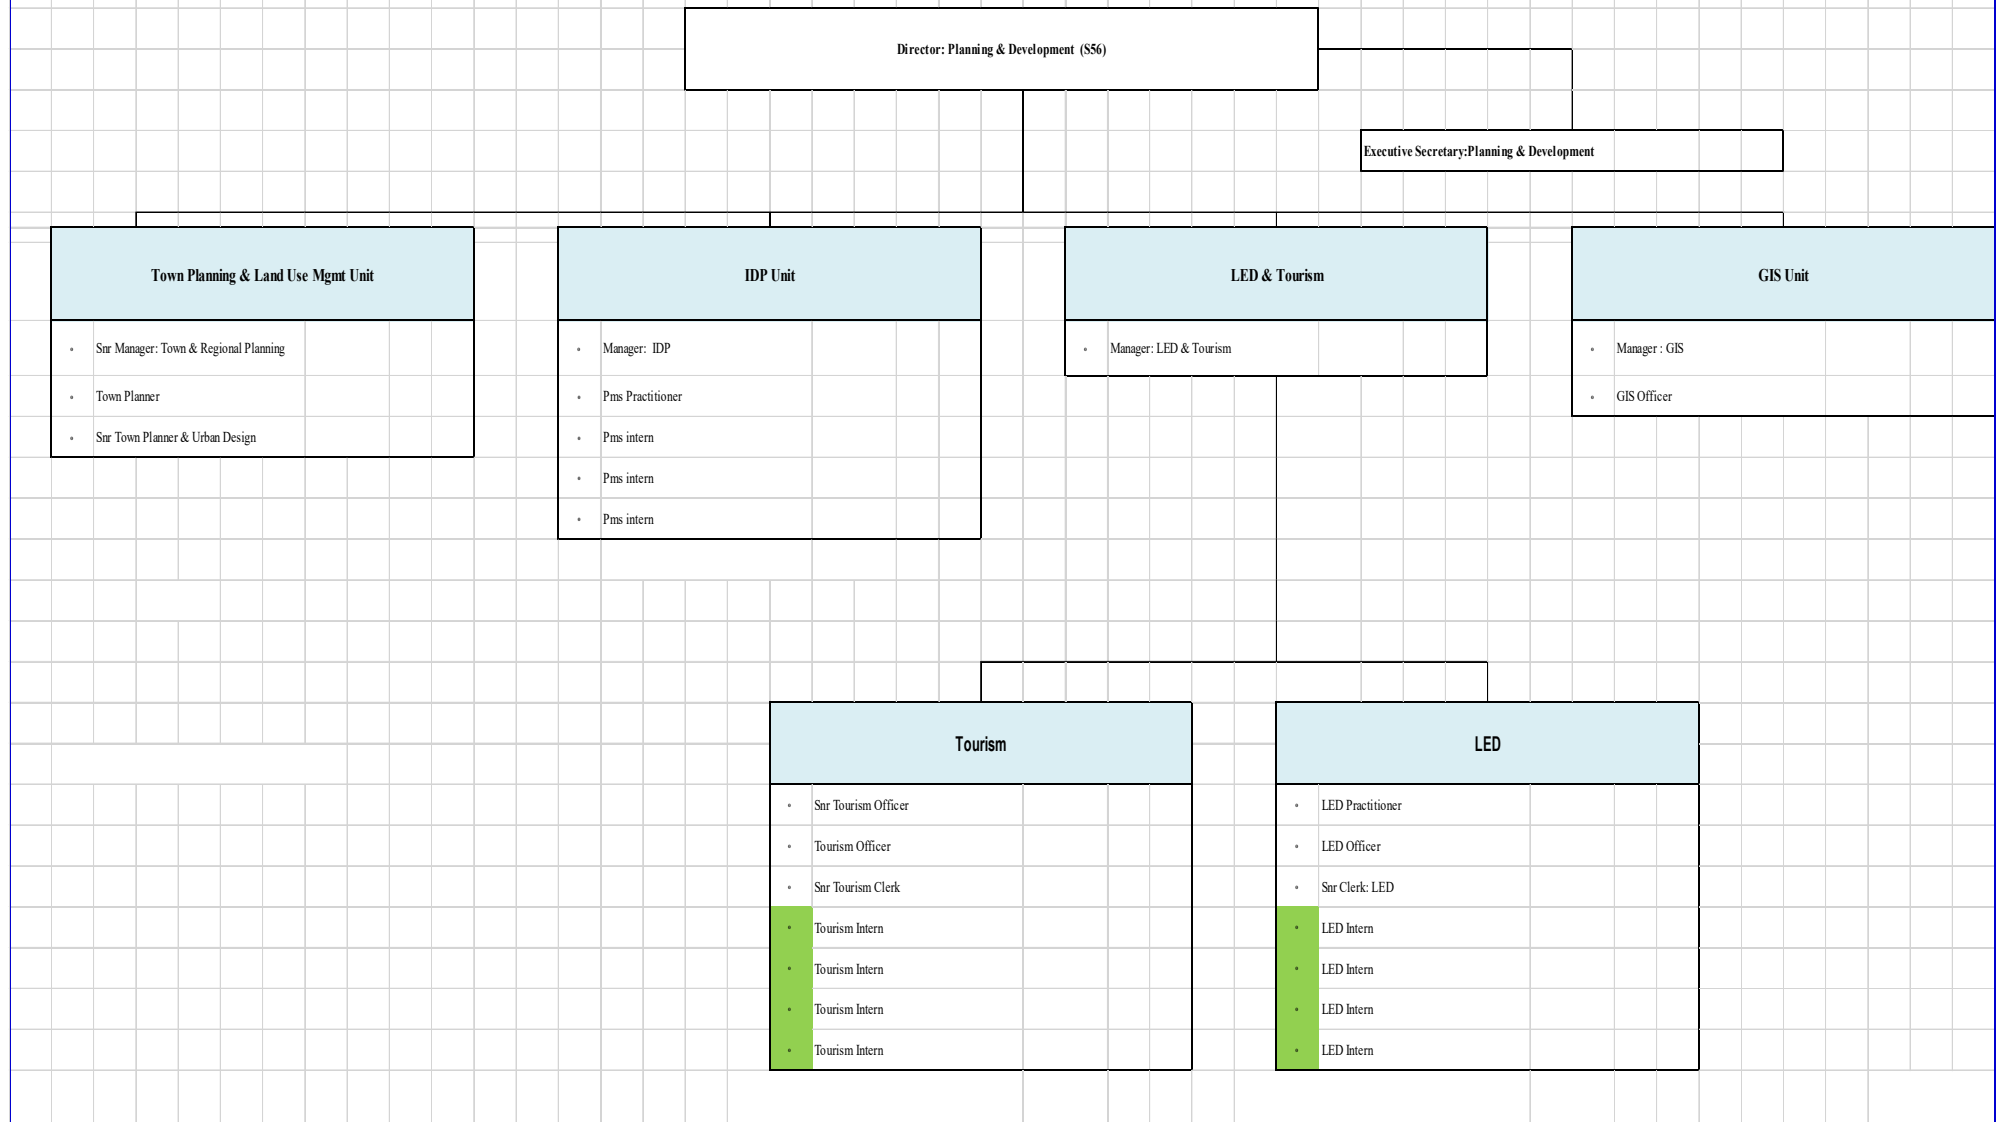 Director: Planning & Development (S56)
Executive Secretary:Planning & Development
Town Planning & Land Use Mgmt Unit
• Snr Manager: Town & Regional Planning
• Town Planner
• Snr Town Planner & Urban Design
IDP Unit
• Manager: IDP
• Pms Practitioner
• Pms intern
• Pms intern
• Pms intern
LED & Tourism
• Manager: LED & Tourism
GIS Unit
• Manager : GIS
• GIS Officer
Tourism
• Snr Tourism Officer
• Tourism Officer
• Snr Tourism Clerk
• Tourism Intern
• Tourism Intern
• Tourism Intern
• Tourism Intern
LED
• LED Practitioner
• LED Officer
• Snr Clerk: LED
• LED Intern
• LED Intern
• LED Intern
• LED Intern